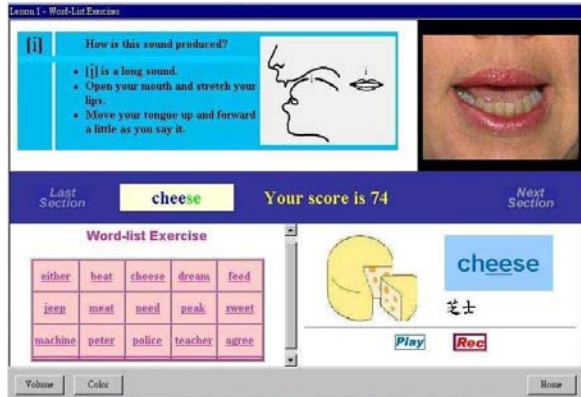 Lesson 1 - Word-List Exercises
[i]
How is this sound produced?
• [i] is a long sound.
• Open your mouth and stretch your
lips.
• Move your tongue up and forward
a little as you say it.
i
i
Last
Section
cheese
Your score is 74
Next
Section
Word-list Exercise
either beat cheese dream feed
jeep meat need peak sweet
machine peter police teacher agree
cheese
芝士
Play
Rec
Volume
Color
Home